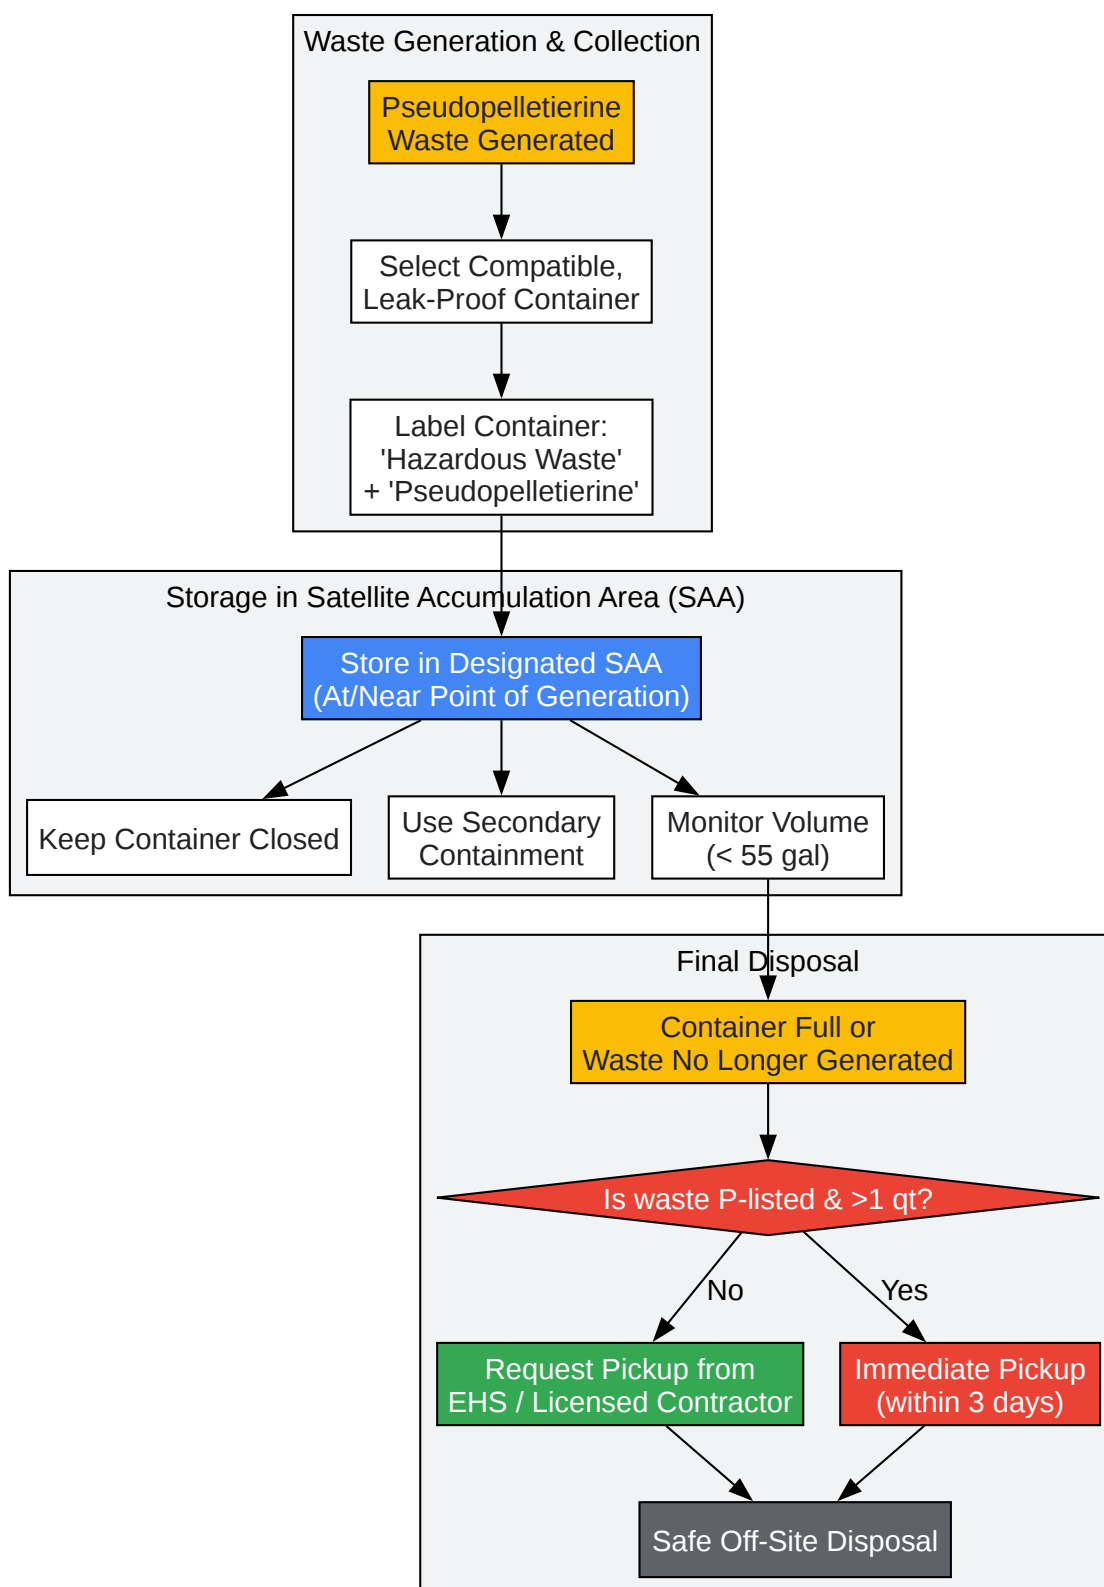 Waste Generation & Collection
Pseudopelletierine
Waste Generated
Select Compatible,
Leak-Proof Container
Label Container:
'Hazardous Waste'
+ 'Pseudopelletierine'
Storage in Satellite Accumulation Area (SAA)
Store in Designated SAA
(At/Near Point of Generation)
Keep Container Closed
Use Secondary
Containment
Monitor Volume
(< 55 gal)
Final Disposal
Container Full or
Waste No Longer Generated
Is waste P-listed & >1 qt?
No
Yes
Request Pickup from
EHS / Licensed Contractor
Immediate Pickup
(within 3 days)
Safe Off-Site Disposal